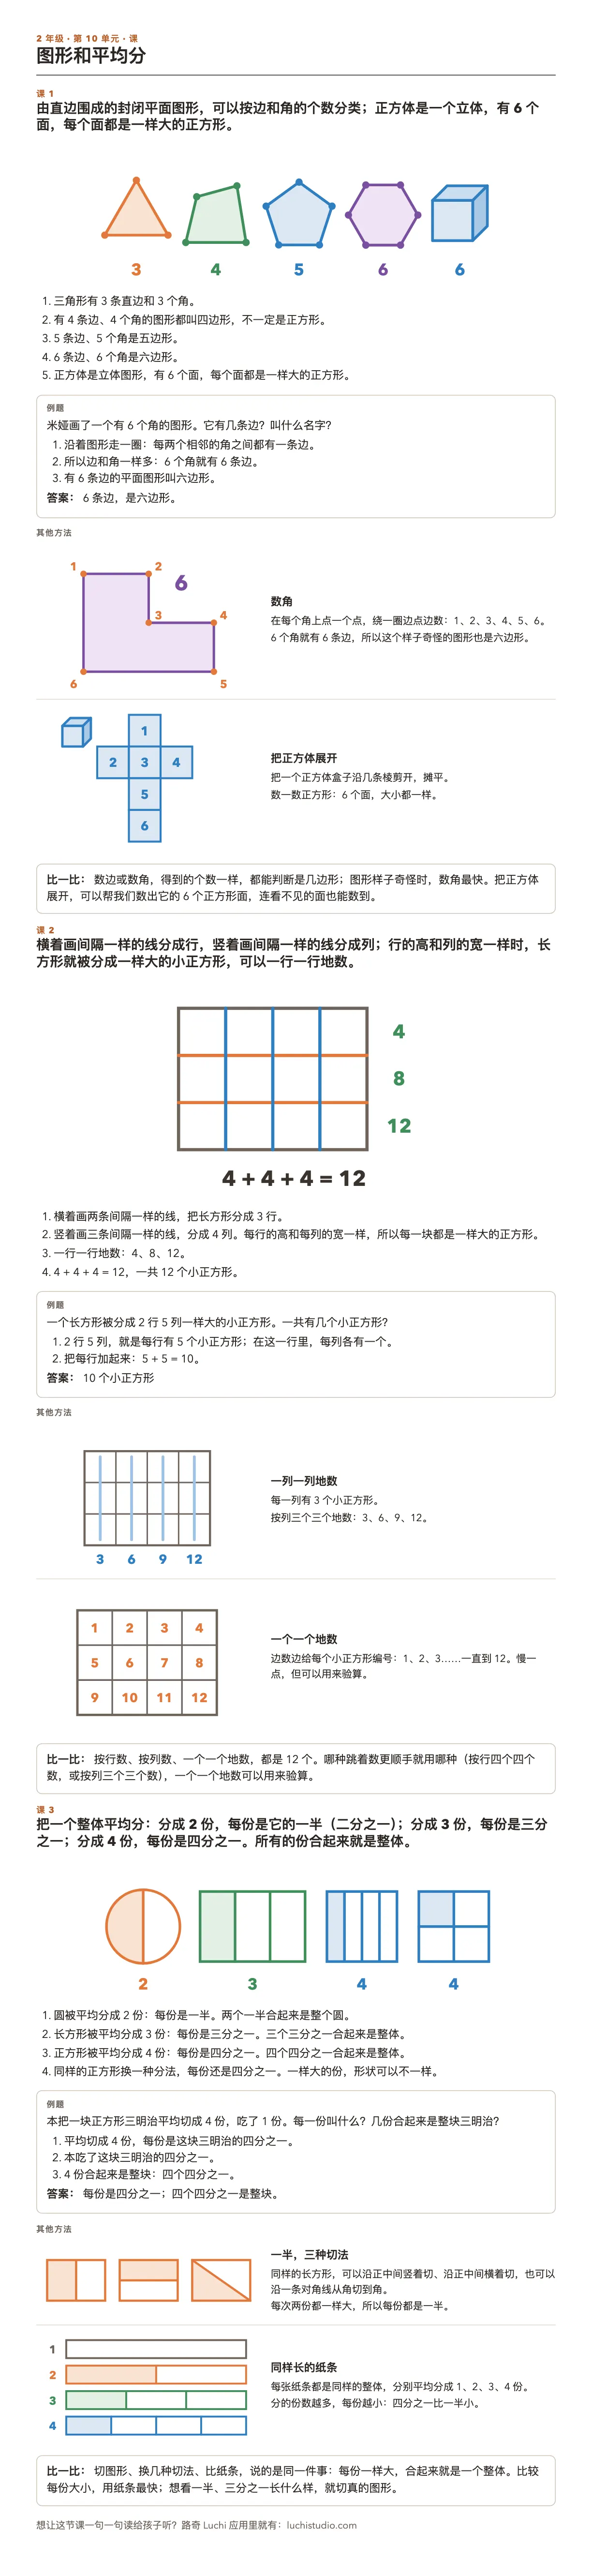 2 年级 · 第 10 单元 · 课
图形和平均分
课 1
由直边围成的封闭平面图形，可以按边和角的个数分类；正方体是一个立体，有 6 个
面，每个面都是一样大的正方形。
3 4 5 6 6
1. 三角形有 3 条直边和 3 个角。
2. 有 4 条边、4 个角的图形都叫四边形，不一定是正方形。
3. 5 条边、5 个角是五边形。
4. 6 条边、6 个角是六边形。
5. 正方体是立体图形，有 6 个面，每个面都是一样大的正方形。
例题
米娅画了一个有 6 个角的图形。它有几条边？叫什么名字？
1. 沿着图形走一圈：每两个相邻的角之间都有一条边。
2. 所以边和角一样多：6 个角就有 6 条边。
3. 有 6 条边的平面图形叫六边形。
答案： 6 条边，是六边形。
其他方法
1 2 6
3 4
6 5
数角
在每个角上点一个点，绕一圈边点边数：1、2、3、4、5、6。
6 个角就有 6 条边，所以这个样子奇怪的图形也是六边形。
1
2 3 4
5
6
把正方体展开
把一个正方体盒子沿几条棱剪开，摊平。
数一数正方形：6 个面，大小都一样。
比一比： 数边或数角，得到的个数一样，都能判断是几边形；图形样子奇怪时，数角最快。把正方体
展开，可以帮我们数出它的 6 个正方形面，连看不见的面也能数到。
课 2
横着画间隔一样的线分成行，竖着画间隔一样的线分成列；行的高和列的宽一样时，长
方形就被分成一样大的小正方形，可以一行一行地数。
4
8
12
4 + 4 + 4 = 12
1. 横着画两条间隔一样的线，把长方形分成 3 行。
2. 竖着画三条间隔一样的线，分成 4 列。每行的高和每列的宽一样，所以每一块都是一样大的正方形。
3. 一行一行地数：4、8、12。
4. 4 + 4 + 4 = 12，一共 12 个小正方形。
例题
一个长方形被分成 2 行 5 列一样大的小正方形。一共有几个小正方形？
1. 2 行 5 列，就是每行有 5 个小正方形；在这一行里，每列各有一个。
2. 把每行加起来：5 + 5 = 10。
答案： 10 个小正方形
其他方法
3 6 9 12
一列一列地数
每一列有 3 个小正方形。
按列三个三个地数：3、6、9、12。
1 2 3 4
5 6 7 8
9 10 11 12
一个一个地数
边数边给每个小正方形编号：1、2、3……一直到 12。慢一
点，但可以用来验算。
比一比： 按行数、按列数、一个一个地数，都是 12 个。哪种跳着数更顺手就用哪种（按行四个四个
数，或按列三个三个数），一个一个地数可以用来验算。
课 3
把一个整体平均分：分成 2 份，每份是它的一半（二分之一）；分成 3 份，每份是三分
之一；分成 4 份，每份是四分之一。所有的份合起来就是整体。
2 3 4 4
1. 圆被平均分成 2 份：每份是一半。两个一半合起来是整个圆。
2. 长方形被平均分成 3 份：每份是三分之一。三个三分之一合起来是整体。
3. 正方形被平均分成 4 份：每份是四分之一。四个四分之一合起来是整体。
4. 同样的正方形换一种分法，每份还是四分之一。一样大的份，形状可以不一样。
例题
本把一块正方形三明治平均切成 4 份，吃了 1 份。每一份叫什么？几份合起来是整块三明治？
1. 平均切成 4 份，每份是这块三明治的四分之一。
2. 本吃了这块三明治的四分之一。
3. 4 份合起来是整块：四个四分之一。
答案： 每份是四分之一；四个四分之一是整块。
其他方法
一半，三种切法
同样的长方形，可以沿正中间竖着切、沿正中间横着切，也可以
沿一条对角线从角切到角。
每次两份都一样大，所以每份都是一半。
1
2
3
4
同样长的纸条
每张纸条都是同样的整体，分别平均分成 1、2、3、4 份。
分的份数越多，每份越小：四分之一比一半小。
比一比： 切图形、换几种切法、比纸条，说的是同一件事：每份一样大，合起来就是一个整体。比较
每份大小，用纸条最快；想看一半、三分之一长什么样，就切真的图形。
想让这节课一句一句读给孩子听？路奇 Luchi 应用里就有：luchistudio.com